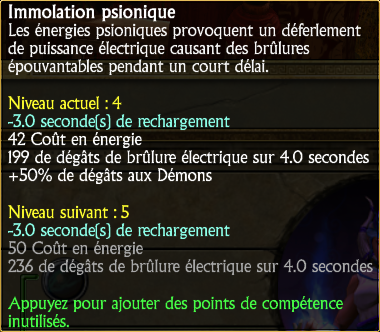 Immolation psionique
Les énergies psioniques provoquent un déferlement
de puissance électrique causant des brûlures
épouvantables pendant un court délai.
Niveau actuel : 4
-3.0 seconde(s) de rechargement
42 Coût en énergie
199 de dégâts de brûlure électrique sur 4.0 secondes
+50% de dégâts aux Démons
Niveau suivant : 5
-3.0 seconde(s) de rechargement
50 Coût en énergie
236 de dégâts de brûlure électrique sur 4.0 secondes
Appuyez pour ajouter des points de compétence
inutilisés.